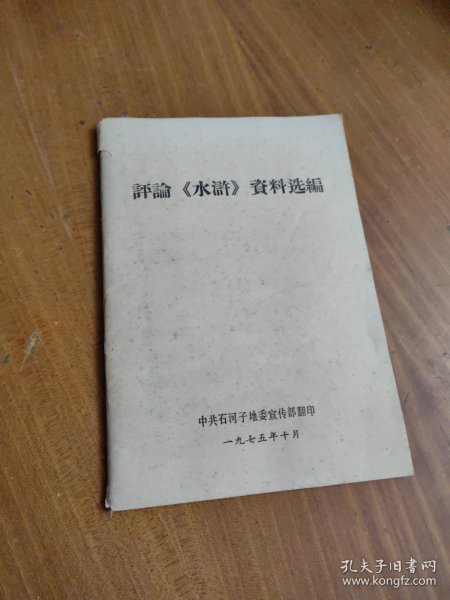 評論《水滸》資料选編
中共石河子地委宣传部翻印
一九七五年十月
孔夫子旧书网
www.kongfz.com